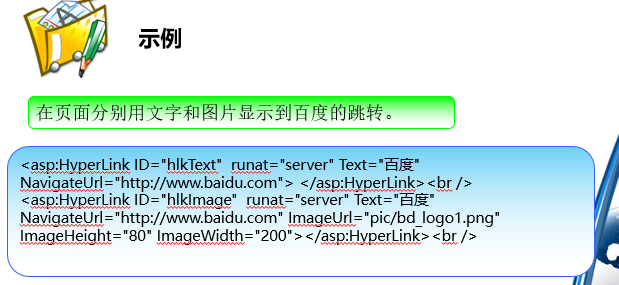 示例
在页面分别用文字和图片显示到百度的跳转。
<asp:HyperLink ID="hlkText"  runat="server" Text="百度"
NavigateUrl="http://www.baidu.com"> </asp:HyperLink><br />
<asp:HyperLink ID="hlkImage"  runat="server" Text="百度"
NavigateUrl="http://www.baidu.com" ImageUrl="pic/bd_logo1.png"
ImageHeight="80" ImageWidth="200"></asp:HyperLink><br />